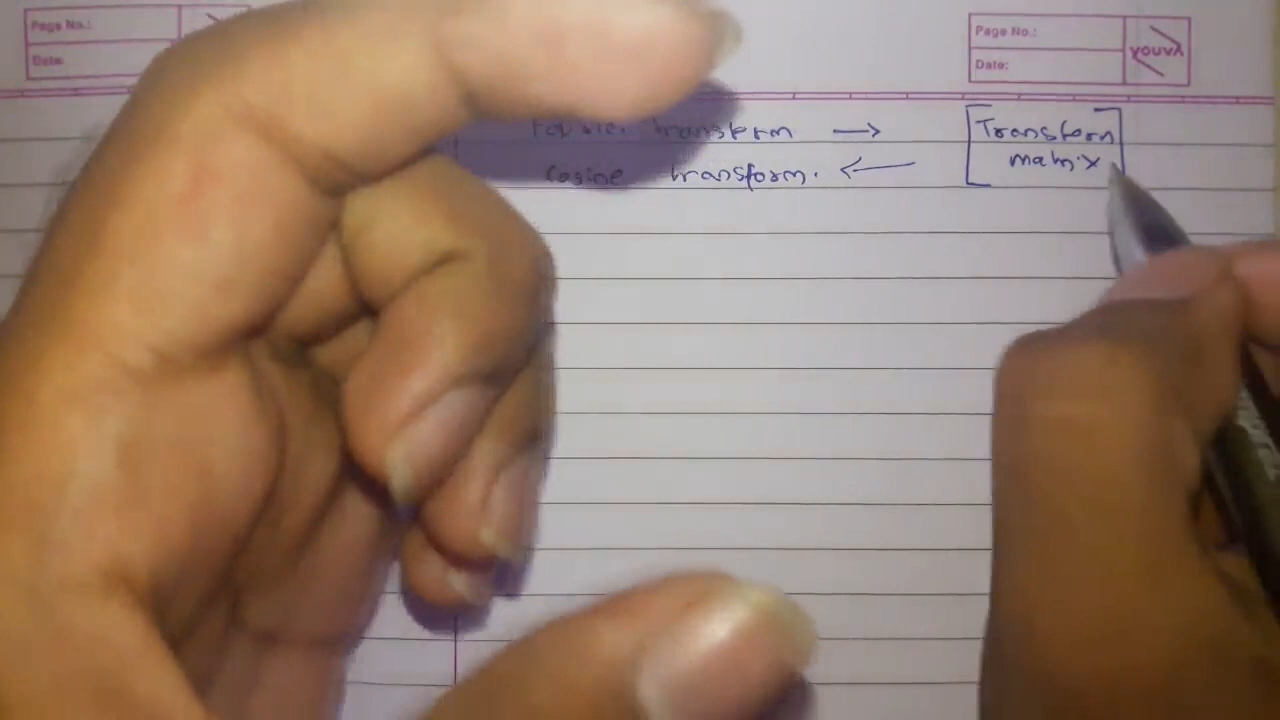 Page No.:
Date:
Page No.:
Date:
youva
transform →
cosine transform. ←
[Transform
matrix]